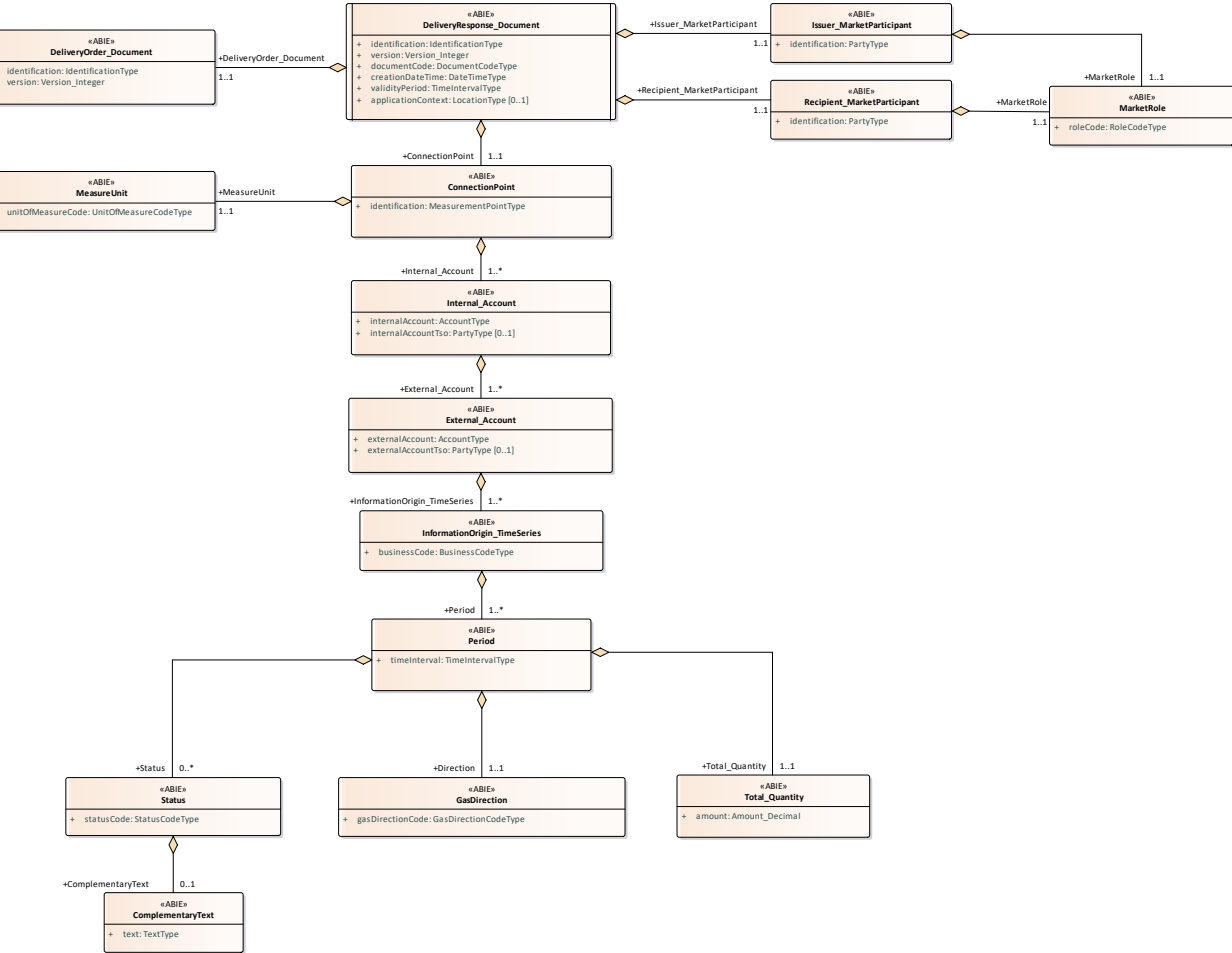 «ABIE»
DeliveryOrder_Document
identification: IdentificationType
version: Version_Integer
+DeliveryOrder_Document
1..1
«ABIE»
DeliveryResponse_Document
+ identification: IdentificationType
+ version: Version_Integer
+ documentCode: DocumentCodeType
+ creationDateTime: DateTimeType
+ validityPeriod: TimeIntervalType
+ applicationContext: LocationType [0..1]
+Issuer_MarketParticipant
1..1
«ABIE»
Issuer_MarketParticipant
+ identification: PartyType
+Recipient_MarketParticipant
1..1
«ABIE»
Recipient_MarketParticipant
+ identification: PartyType
+MarketRole
1..1
+MarketRole
1..1
«ABIE»
MarketRole
+ roleCode: RoleCodeType
+ConnectionPoint
1..1
«ABIE»
MeasureUnit
unitOfMeasureCode: UnitOfMeasureCodeType
+MeasureUnit
1..1
«ABIE»
ConnectionPoint
+ identification: MeasurementPointType
+Internal_Account
1..*
«ABIE»
Internal_Account
+ internalAccount: AccountType
+ internalAccountTso: PartyType [0..1]
+External_Account
1..*
«ABIE»
External_Account
+ externalAccount: AccountType
+ externalAccountTso: PartyType [0..1]
+InformationOrigin_TimeSeries
1..*
«ABIE»
InformationOrigin_TimeSeries
+ businessCode: BusinessCodeType
+Period
1..*
«ABIE»
Period
+ timeInterval: TimeIntervalType
+Status
0..*
+Direction
1..1
+Total_Quantity
1..1
«ABIE»
Status
+ statusCode: StatusCodeType
«ABIE»
GasDirection
+ gasDirectionCode: GasDirectionCodeType
«ABIE»
Total_Quantity
+ amount: Amount_Decimal
+ComplementaryText
0..1
«ABIE»
ComplementaryText
+ text: TextType